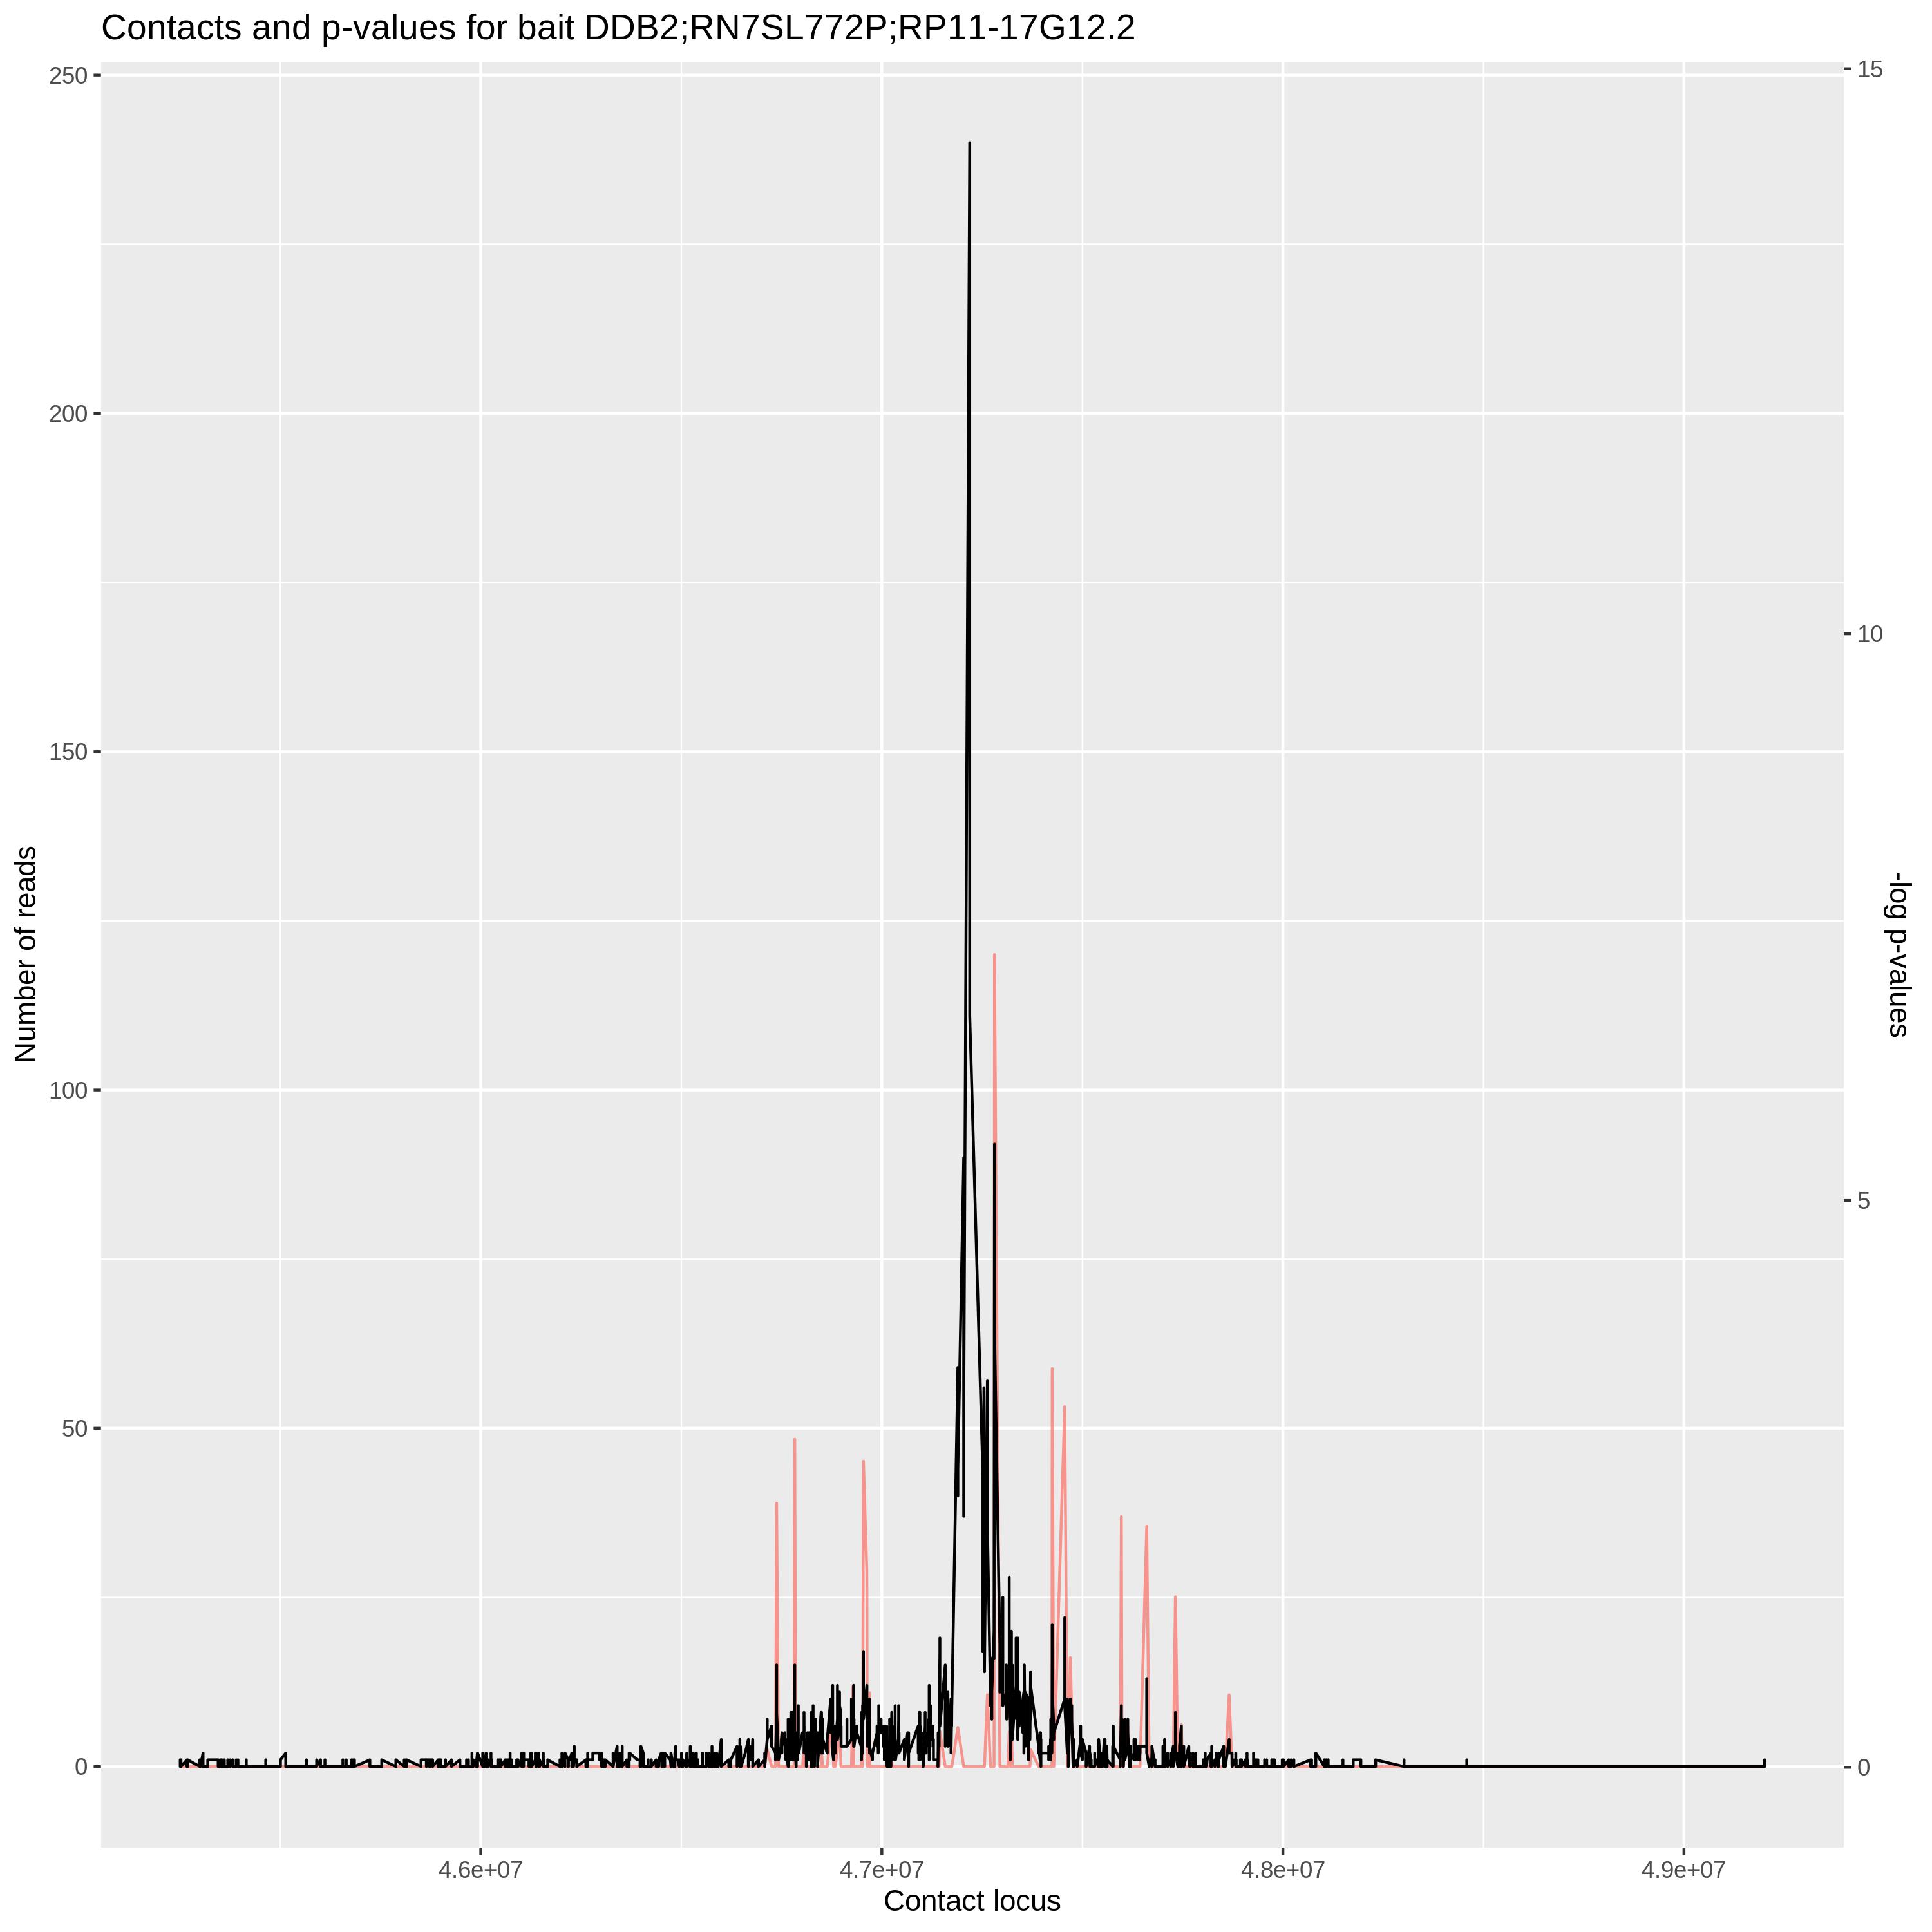 Contacts and p-values for bait DDB2;RN7SL772P;RP11-17G12.2
250
200
150
100
50
0
Number of reads
15
10
5
0
-log p-values
4.6e+07
4.7e+07
4.8e+07
4.9e+07
Contact locus